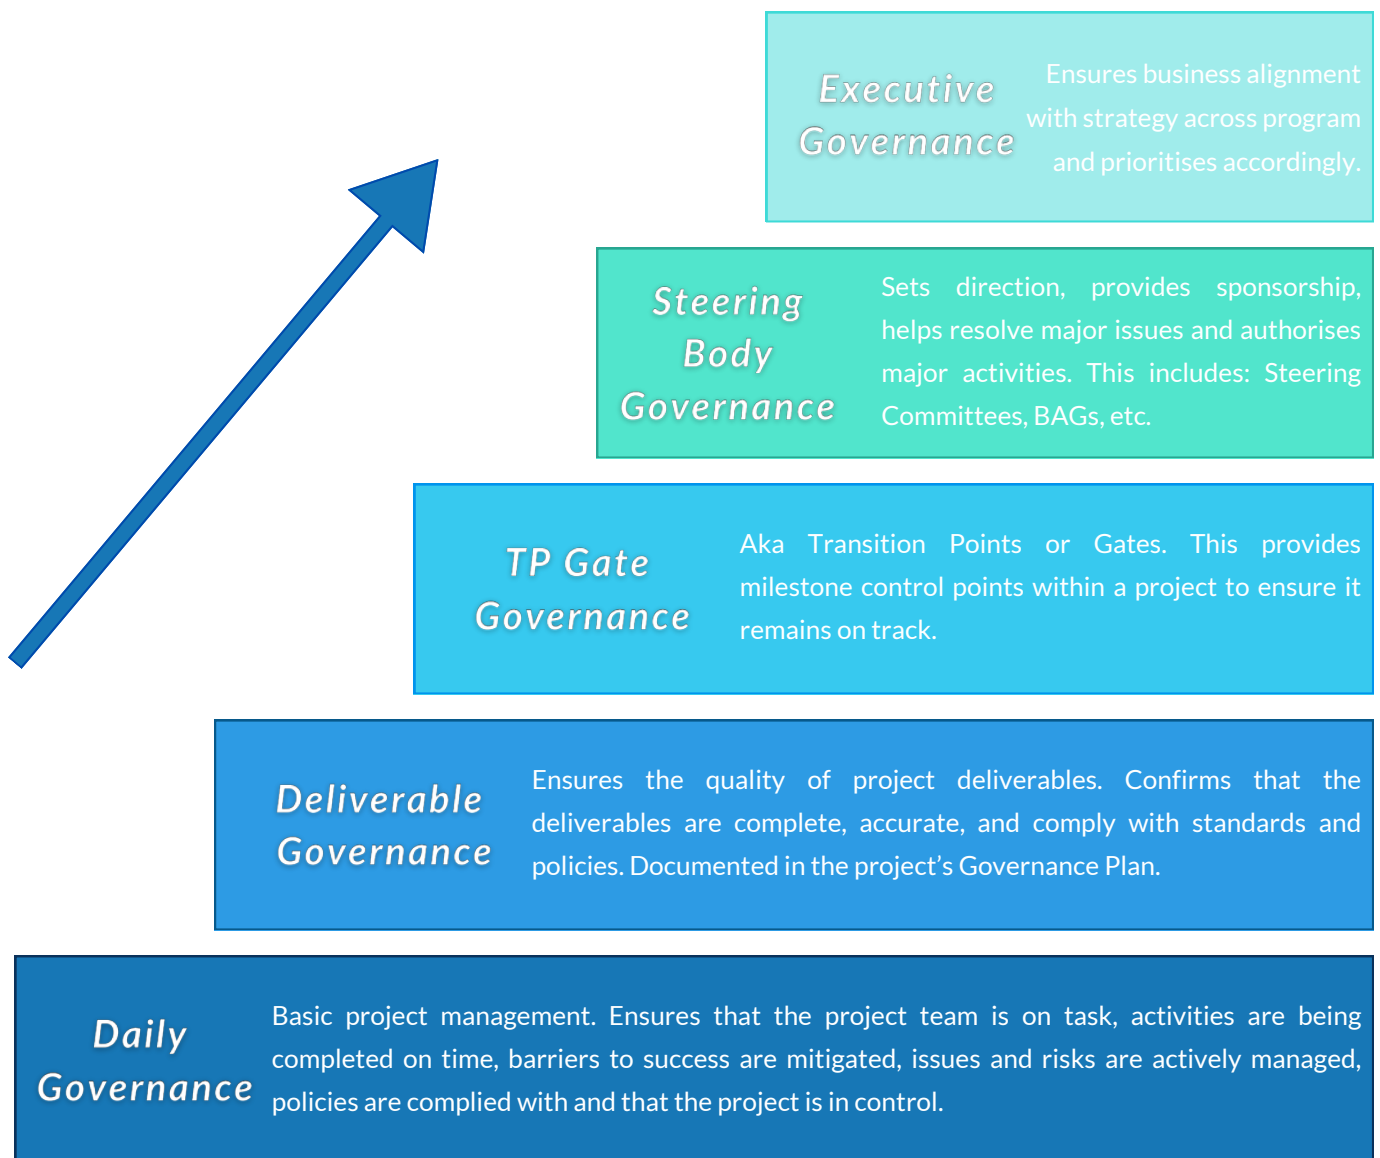 Executive
Governance
Ensures business alignment
with strategy across program
and prioritises accordingly.
Steering
Body
Governance
Sets direction, provides sponsorship,
helps resolve major issues and authorises
major activities. This includes: Steering
Committees, BAGs, etc.
TP Gate
Governance
Aka Transition Points or Gates. This provides
milestone control points within a project to ensure it
remains on track.
Deliverable
Governance
Ensures the quality of project deliverables. Confirms that the
deliverables are complete, accurate, and comply with standards and
policies. Documented in the project’s Governance Plan.
Daily
Governance
Basic project management. Ensures that the project team is on task, activities are being
completed on time, barriers to success are mitigated, issues and risks are actively managed,
policies are complied with and that the project is in control.